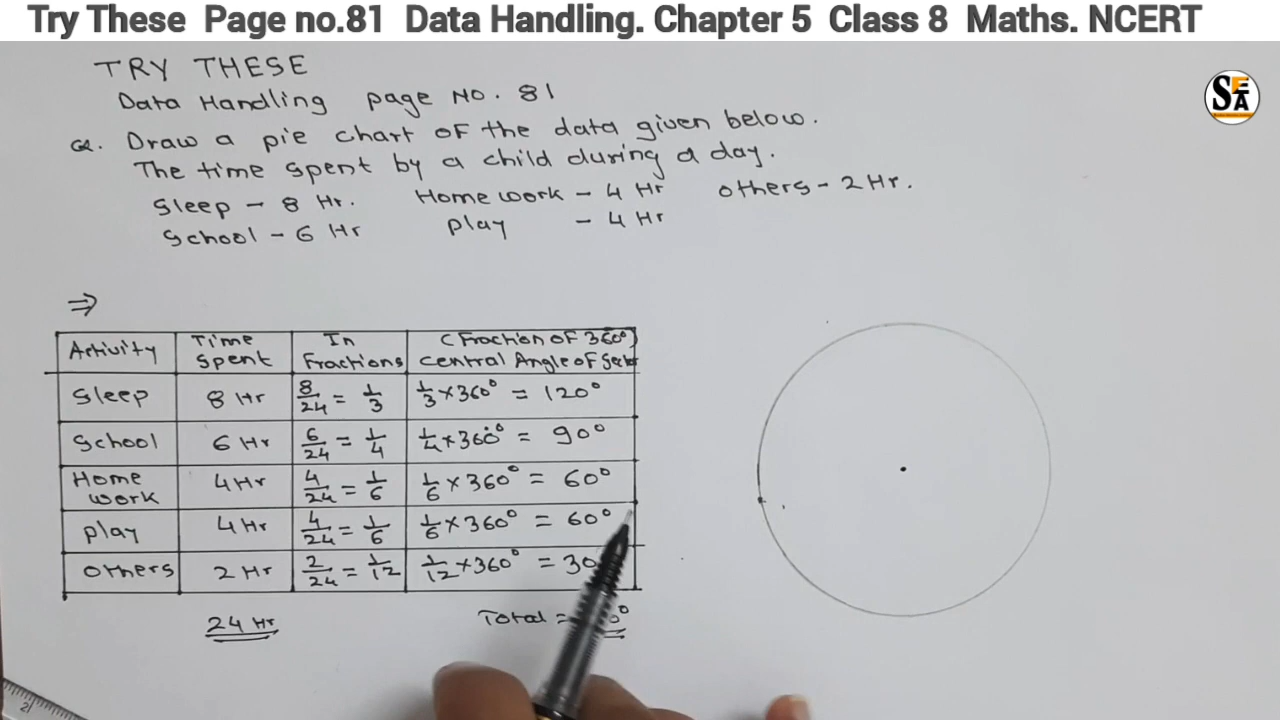 Try These Page no.81 Data Handling. Chapter 5 Class 8 Maths. NCERT
SFEA
TRY THESE
Data Handling page No. 81
Q. Draw a pie chart of the data given below.
The time spent by a child during a day.
Sleep - 8 Hr. Home work - 4 Hr others - 2 Hr.
School - 6 Hr play - 4 Hr
⇒
Activity Time Spent In Fractions (Fraction of 360°) Central Angle of Sector
Sleep 8 Hr 8/24 = 1/3 1/3 × 360° = 120°
School 6 Hr 6/24 = 1/4 1/4 × 360° = 90°
Home work 4 Hr 4/24 = 1/6 1/6 × 360° = 60°
play 4 Hr 4/24 = 1/6 1/6 × 360° = 60°
others 2 Hr 2/24 = 1/12 1/12 × 360° = 30
24 Hr Total =